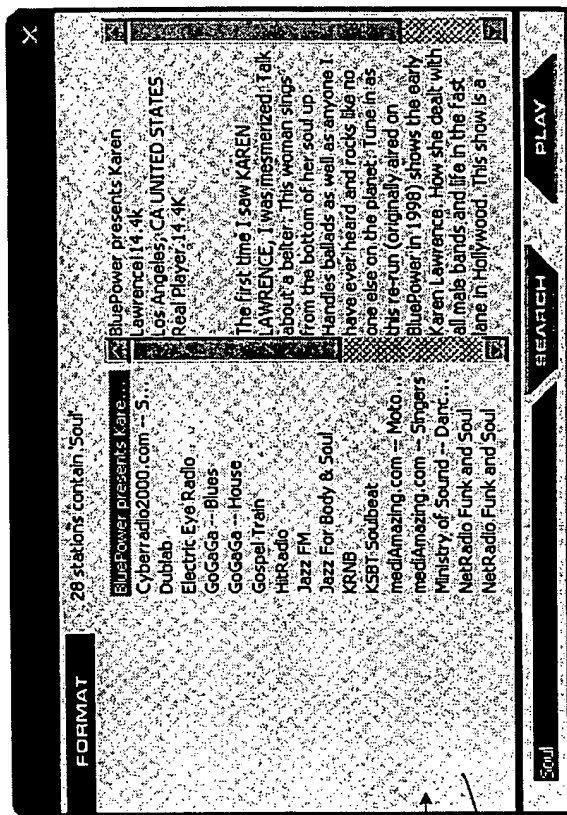 FORMAT
28 stations contain 'Soul'
BluePower presents Kare...
Cyberradio2000.com -- S...
Dublab
Electric Eye Radio
GoGaGa -- Blues
GoGaGa -- House
Gospel Train
HitRadio
Jazz FM
Jazz For Body & Soul
KRNB
KSBT Soulbeat
mediAmazing.com -- Moto...
mediAmazing.com -- Singers
Ministry of Sound -- Danc...
NetRadio Funk and Soul
NetRadio Funk and Soul
BluePower presents Karen
Lawrence! 14.4K
Los Angeles, CA UNITED STATES
Real Player 14.4K
The first time I saw KAREN
LAWRENCE, I was mesmerized! Talk
about a belter! This woman sings
from the bottom of her soul up.
Handles ballads as well as anyone I
have ever heard and rocks like no
one else on the planet. Tune in as
this re-run (originally aired on
BluePower in 1998) shows the early
Karen Lawrence. How she dealt with
all male bands and life in the fast
lane in Hollywood. This show is a
Soul
SEARCH
PLAY